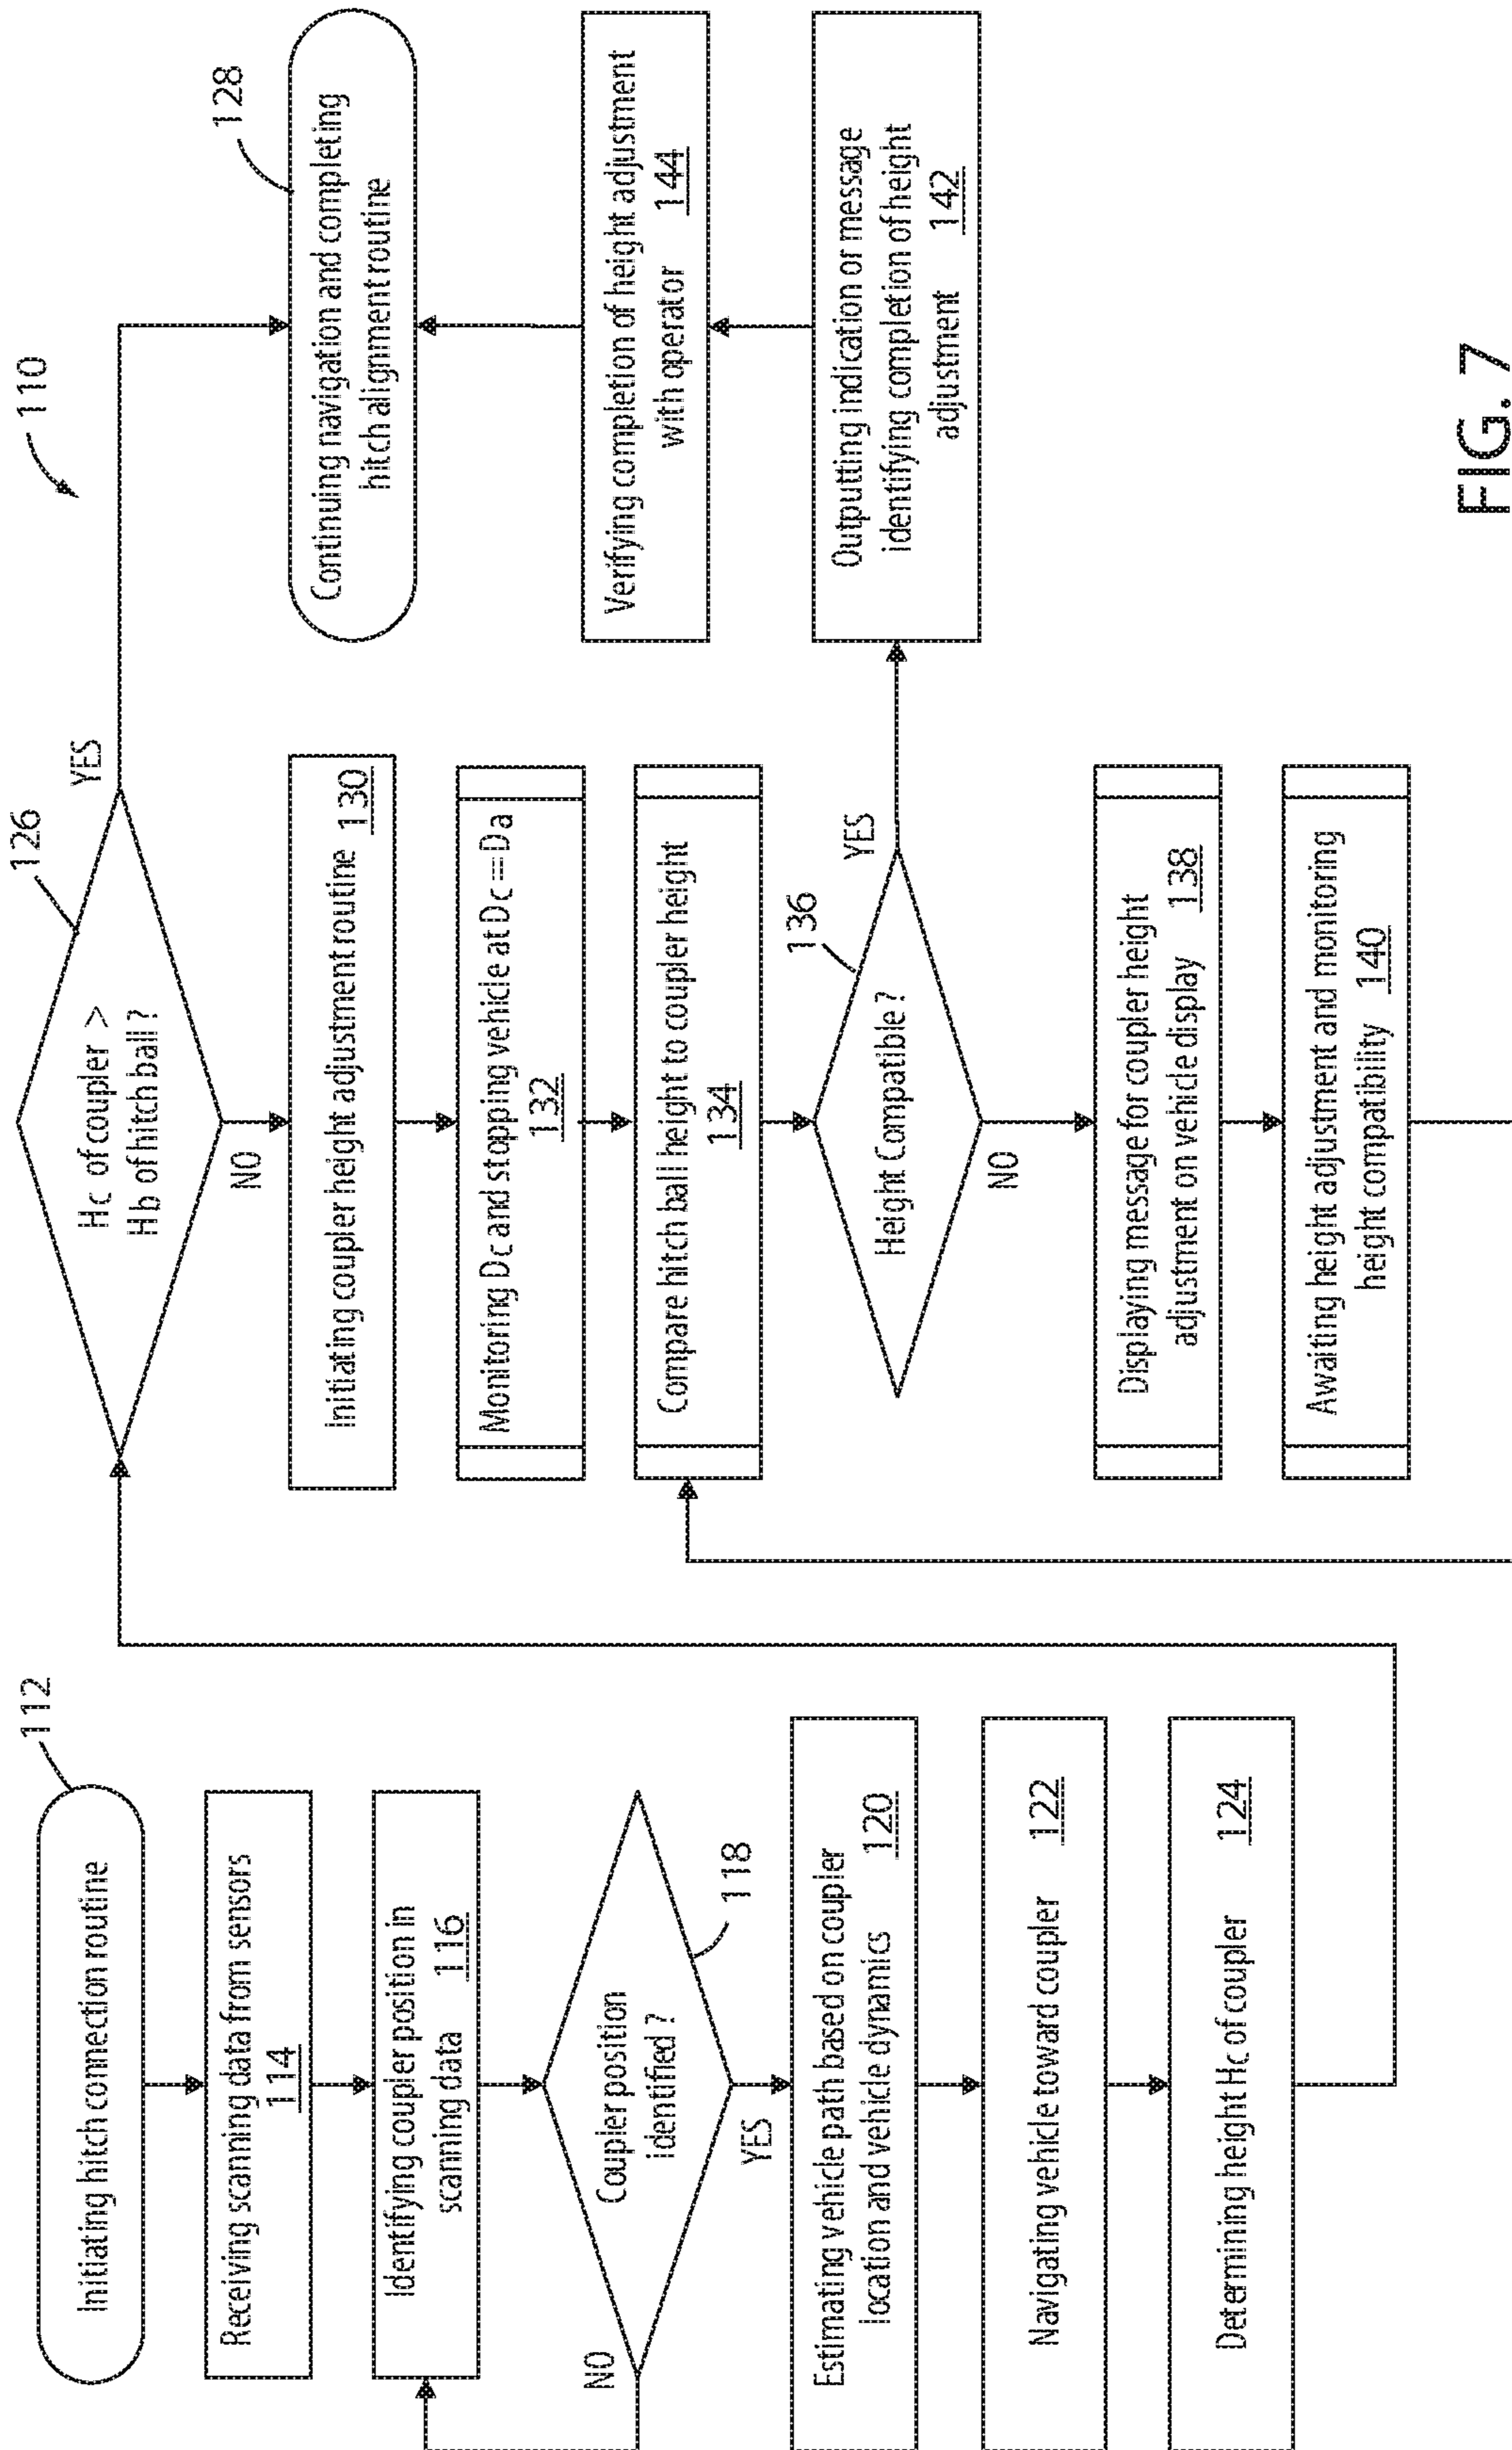 110
112
Initiating hitch connection routine
Receiving scanning data from sensors
114
Identifying coupler position in
scanning data 116
Coupler position
identified ?
118
NO
YES
Estimating vehicle path based on coupler
location and vehicle dynamics 120
Navigating vehicle toward coupler 122
Determining height Hc of coupler 124
126
Hc of coupler >
Hb of hitch ball ?
YES
NO
Initiating coupler height adjustment routine 130
Monitoring Dc and stopping vehicle at Dc = Da
132
Compare hitch ball height to coupler height
134
136
Height Compatible ?
YES
NO
Displaying message for coupler height
adjustment on vehicle display 138
Awaiting height adjustment and monitoring
height compatibility 140
128
Continuing navigation and completing
hitch alignment routine
Verifying completion of height adjustment
with operator 144
Outputting indication or message
identifying completion of height
adjustment 142
FIG. 7